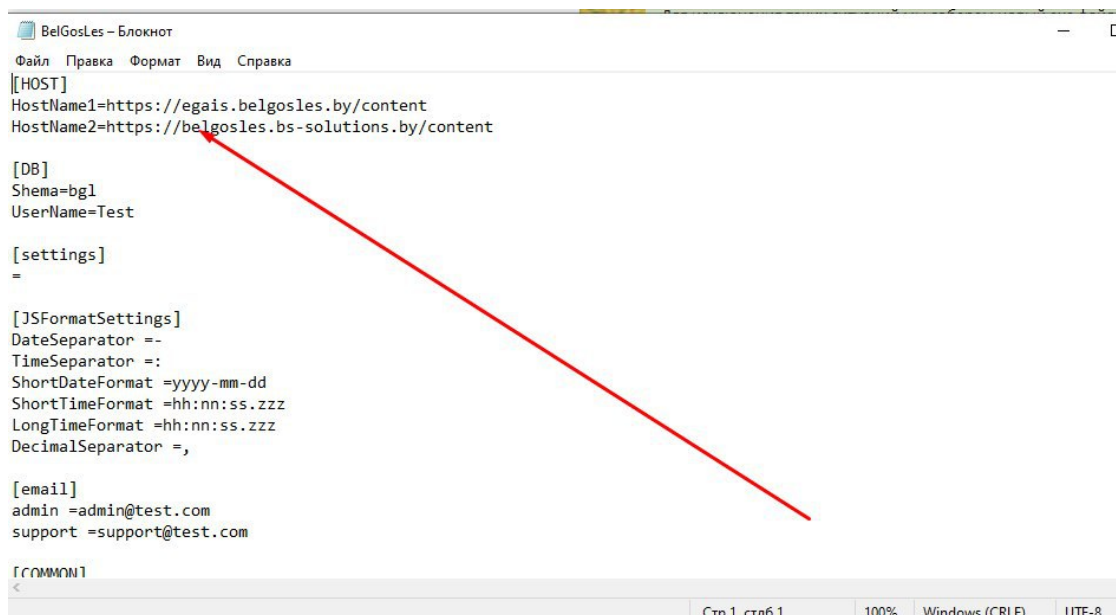 BelGosLes – Блокнот
Файл Правка Формат Вид Справка
[HOST]
HostName1=https://egais.belgosles.by/content
HostName2=https://belgosles.bs-solutions.by/content
[DB]
Shema=bgl
UserName=Test
[settings]
=
[JSFormatSettings]
DateSeparator =-
TimeSeparator =:
ShortDateFormat =yyyy-mm-dd
ShortTimeFormat =hh:nn:ss.zzz
LongTimeFormat =hh:nn:ss.zzz
DecimalSeparator =,
[email]
admin =admin@test.com
support =support@test.com
[COMMON]
Стр 1, стлб 1 100% Windows (CRLF) UTF-8